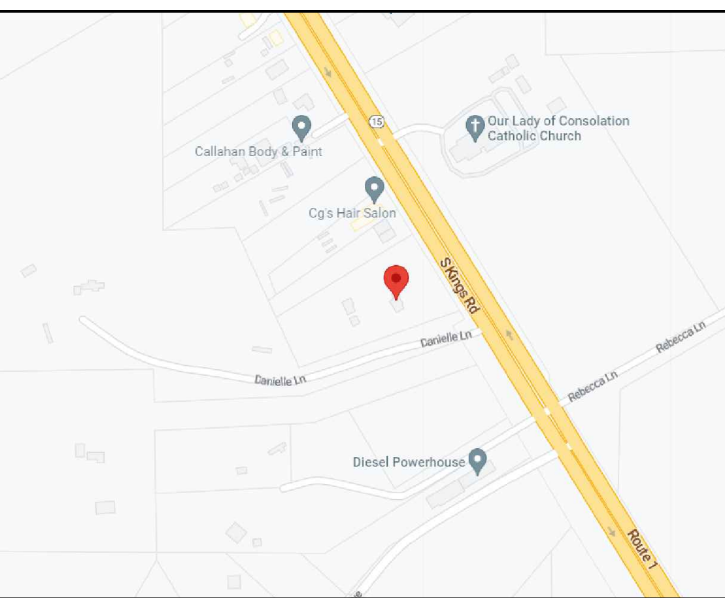 15
Our Lady of Consolation
Catholic Church
Callahan Body & Paint
Cg's Hair Salon
S Kings Rd
Danielle Ln
Rebecca Ln
Danielle Ln
Rebecca Ln
Diesel Powerhouse
Route 1